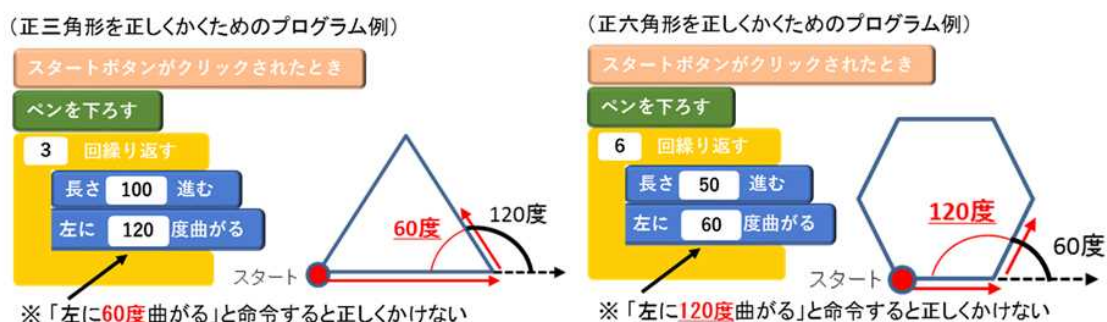 (正三角形を正しくかくためのプログラム例)
スタートボタンがクリックされたとき
ペンを下ろす
3 回繰り返す
長さ 100 進む
左に 120 度曲がる
60度
120度
スタート
※「左に60度曲がる」と命令すると正しくかけない
(正六角形を正しくかくためのプログラム例)
スタートボタンがクリックされたとき
ペンを下ろす
6 回繰り返す
長さ 50 進む
左に 60 度曲がる
120度
60度
スタート
※「左に120度曲がる」と命令すると正しくかけない